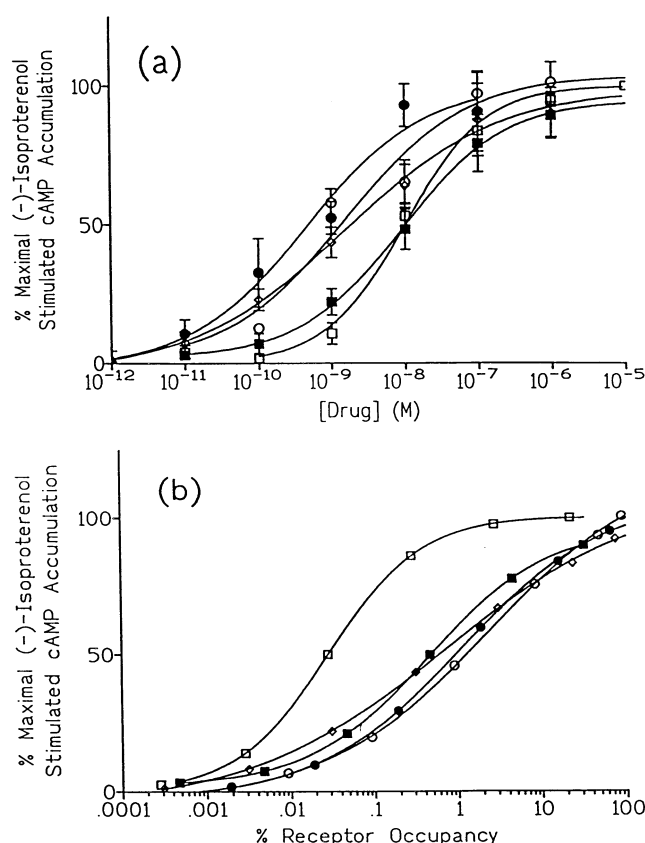 (a)
% Maximal (-)-Isoproterenol
Stimulated cAMP Accumulation
100
50
0
10-12 10-11 10-10 10-9 10-8 10-7 10-6 10-5
[Drug] (M)
(b)
% Maximal (-)-Isoproterenol
Stimulated cAMP Accumulation
100
50
0
.0001 .001 .01 .1 1 10 100
% Receptor Occupancy